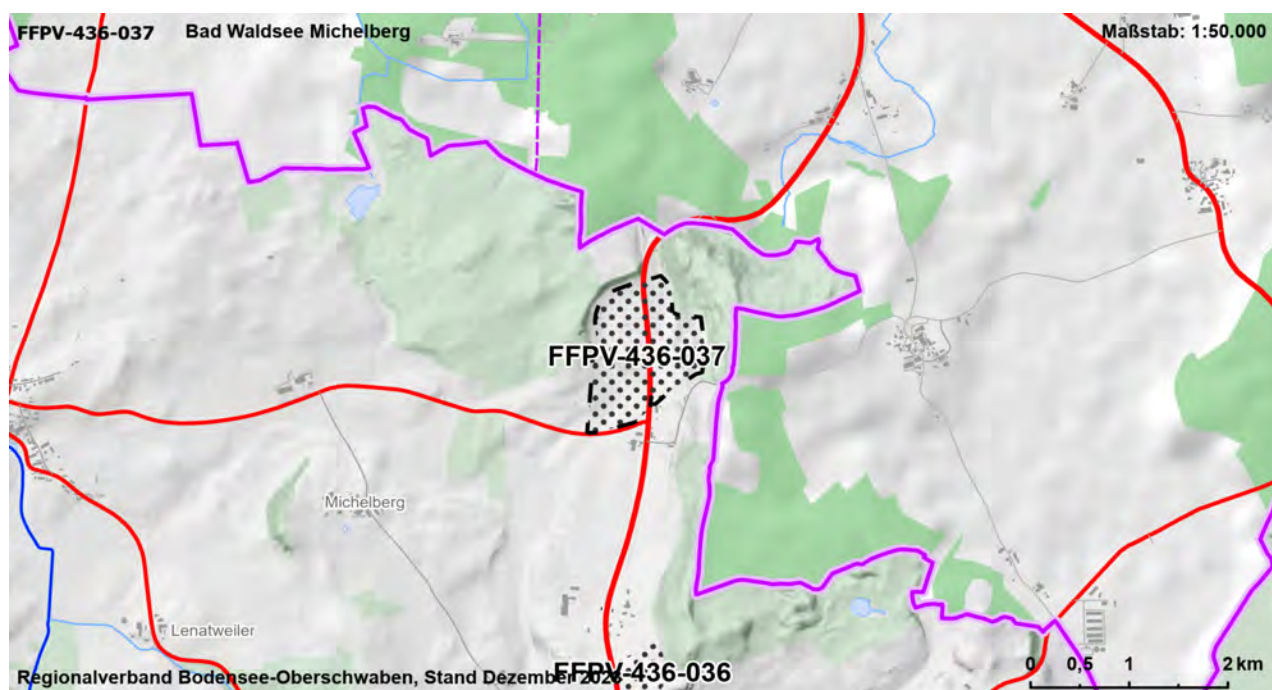 FFPV-436-037 Bad Waldsee Michelberg Maßstab: 1:50.000
FFPV-436-037
Michelberg
Lenatweiler
FFPV-436-036
0 0,5 1 2 km
Regionalverband Bodensee-Oberschwaben, Stand Dezember